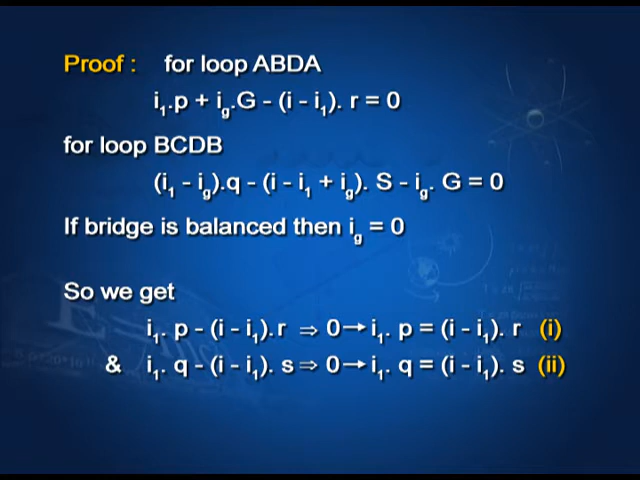 Proof : for loop ABDA
i₁.p + i_g.G - (i - i₁). r = 0
for loop BCDB
(i₁ - i_g).q - (i - i₁ + i_g). S - i_g. G = 0
If bridge is balanced then i_g = 0
So we get
i₁. p - (i - i₁).r ⇒ 0→i₁. p = (i - i₁). r (i)
& i₁. q - (i - i₁). s⇒ 0→i₁. q = (i - i₁). s (ii)